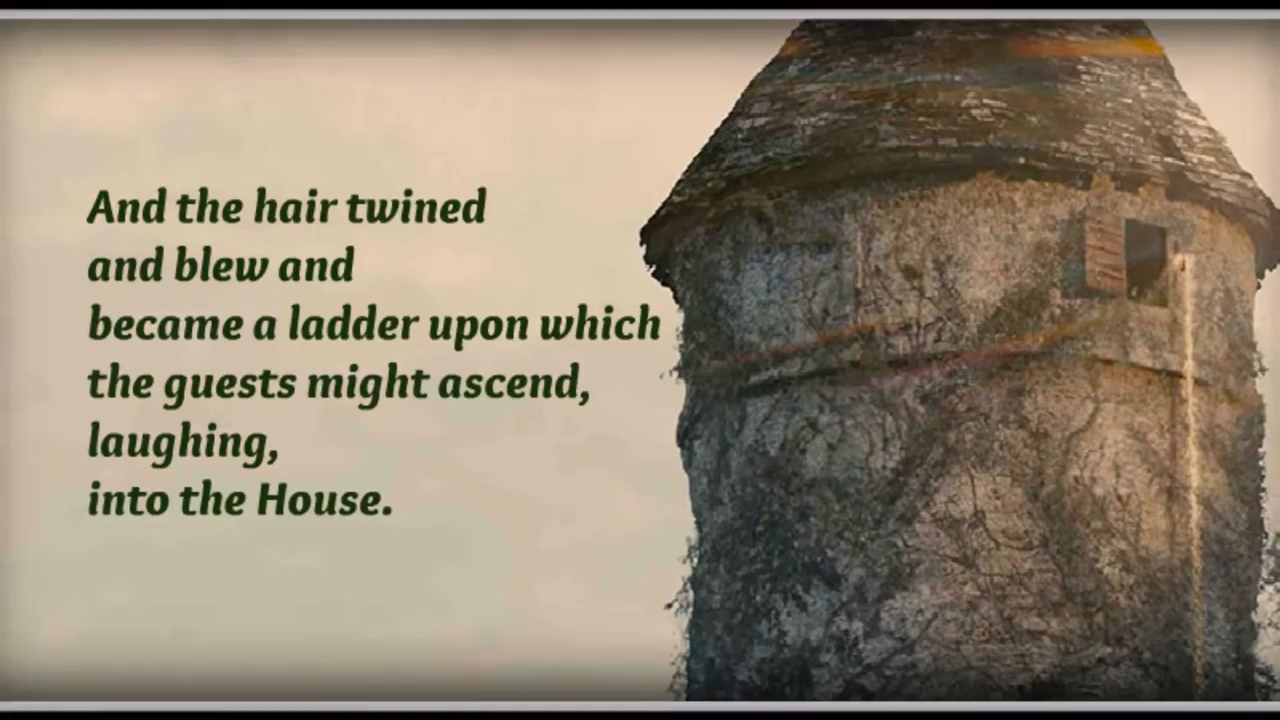 And the hair twined
and blew and
became a ladder upon which
the guests might ascend,
laughing,
into the House.